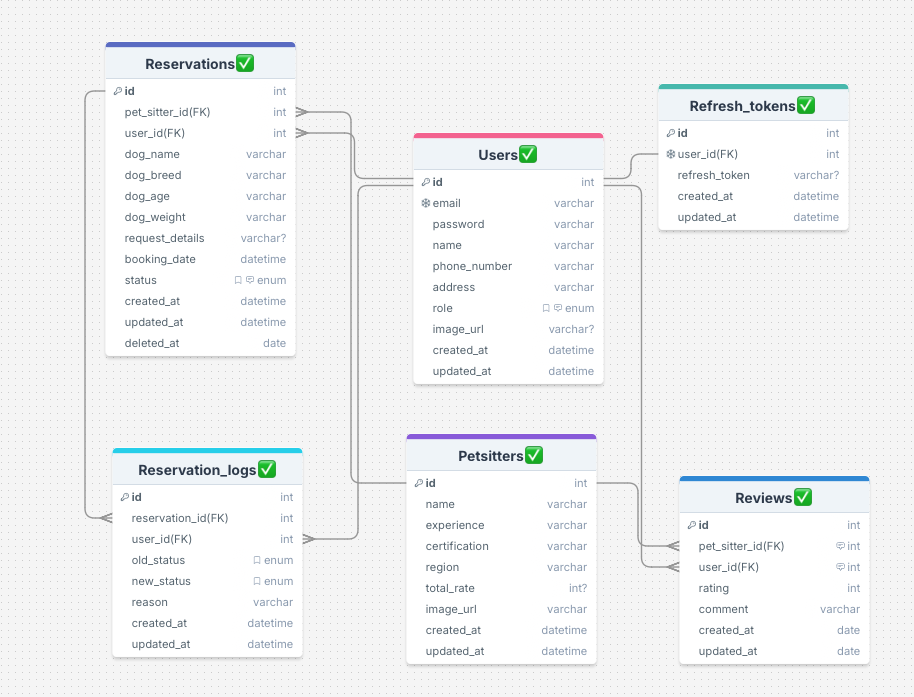 Reservations✅
id int
pet_sitter_id(FK) int
user_id(FK) int
dog_name varchar
dog_breed varchar
dog_age varchar
dog_weight varchar
request_details varchar?
booking_date datetime
status enum
created_at datetime
updated_at datetime
deleted_at date
Users✅
id int
email varchar
password varchar
name varchar
phone_number varchar
address varchar
role enum
image_url varchar?
created_at datetime
updated_at datetime
Refresh_tokens✅
id int
user_id(FK) int
refresh_token varchar?
created_at datetime
updated_at datetime
Reservation_logs✅
id int
reservation_id(FK) int
user_id(FK) int
old_status enum
new_status enum
reason varchar
created_at datetime
updated_at datetime
Petsitters✅
id int
name varchar
experience varchar
certification varchar
region varchar
total_rate int?
image_url varchar
created_at datetime
updated_at datetime
Reviews✅
id int
pet_sitter_id(FK) int
user_id(FK) int
rating int
comment varchar
created_at date
updated_at date